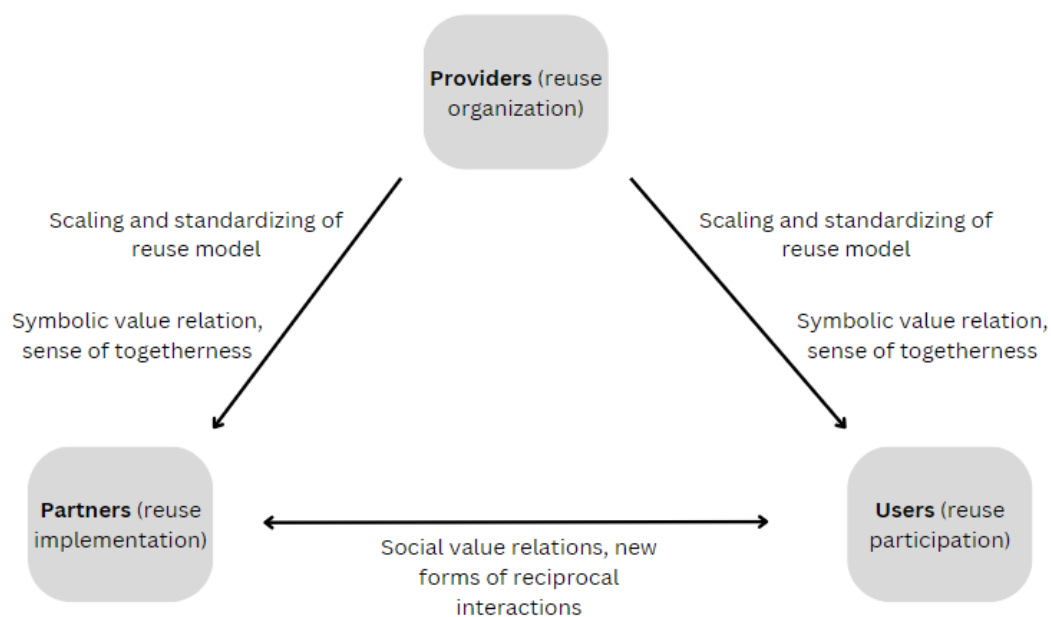 Providers (reuse
organization)
Scaling and standardizing of
reuse model
Scaling and standardizing of
reuse model
Symbolic value relation,
sense of togetherness
Symbolic value relation,
sense of togetherness
Partners (reuse
implementation)
Users (reuse
participation)
Social value relations, new
forms of reciprocal
interactions